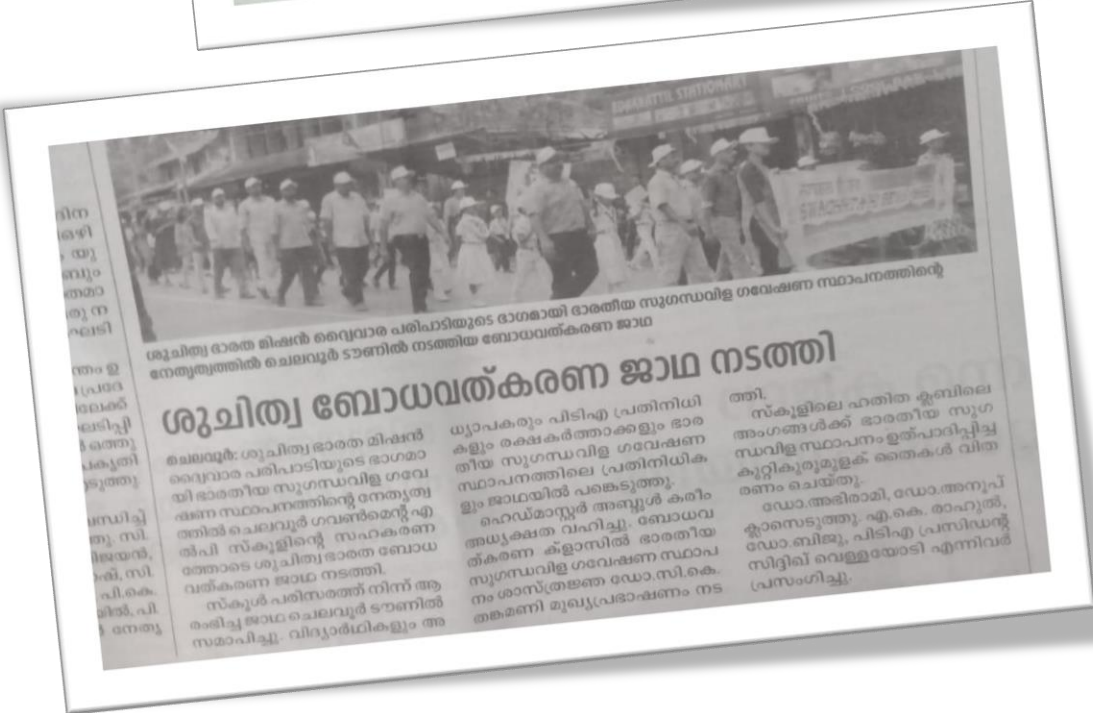 BHARATTIL STATIONARY
ശുചിത്വ ഭാരത മിഷൻ ദ്വൈവാര പരിപാടിയുടെ ഭാഗമായി ഭാരതീയ സുഗന്ധവിള ഗവേഷണ സ്ഥാപനത്തിന്റെ
നേതൃത്വത്തിൽ ചെലവൂർ ടൗണിൽ നടത്തിയ ബോധവത്കരണ ജാഥ
ശുചിത്വ ബോധവത്കരണ ജാഥ നടത്തി
ചെലവൂർ: ശുചിത്വ ഭാരത മിഷൻ
ദ്വൈവാര പരിപാടിയുടെ ഭാഗമാ
യി ഭാരതീയ സുഗന്ധവിള ഗവേ
ഷണ സ്ഥാപനത്തിന്റെ നേതൃത്വ
ത്തിൽ ചെലവൂർ ഗവൺമെന്റ് എ
ൽപി സ്കൂളിന്റെ സഹകരണ
ത്തോടെ ശുചിത്വ ഭാരത ബോധ
വത്കരണ ജാഥ നടത്തി.
സ്കൂൾ പരിസരത്ത് നിന്ന് ആ
രംഭിച്ച ജാഥ ചെലവൂർ ടൗണിൽ
സമാപിച്ചു. വിദ്യാർഥികളും അ
ധ്യാപകരും പിടിഎ പ്രതിനിധി
കളും രക്ഷകർത്താക്കളും ഭാര
തീയ സുഗന്ധവിള ഗവേഷണ
സ്ഥാപനത്തിലെ പ്രതിനിധിക
ളും ജാഥയിൽ പങ്കെടുത്തു.
ഹെഡ്മാസ്റ്റർ അബ്ദുൾ കരീം
അധ്യക്ഷത വഹിച്ചു. ബോധവ
ത്കരണ ക്ളാസിൽ ഭാരതീയ
സുഗന്ധവിള ഗവേഷണ സ്ഥാപ
നം ശാസ്ത്രജ്ഞ ഡോ.സി.കെ.
തങ്കമണി മുഖ്യപ്രഭാഷണം നട
ത്തി.
സ്കൂളിലെ ഹരിത ക്ലബിലെ
അംഗങ്ങൾക്ക് ഭാരതീയ സുഗ
ന്ധവിള സ്ഥാപനം ഉത്പാദിപ്പിച്ച
കുറ്റികുരുമുളക് തൈകൾ വിത
രണം ചെയ്തു.
ഡോ.അഭിരാമി, ഡോ.അനൂപ്
ക്ലാസെടുത്തു. എ.കെ. രാഹുൽ,
ഡോ.ബിജു, പിടിഎ പ്രസിഡന്റ്
സിദ്ദിഖ് വെള്ളയോടി എന്നിവർ
പ്രസംഗിച്ചു.